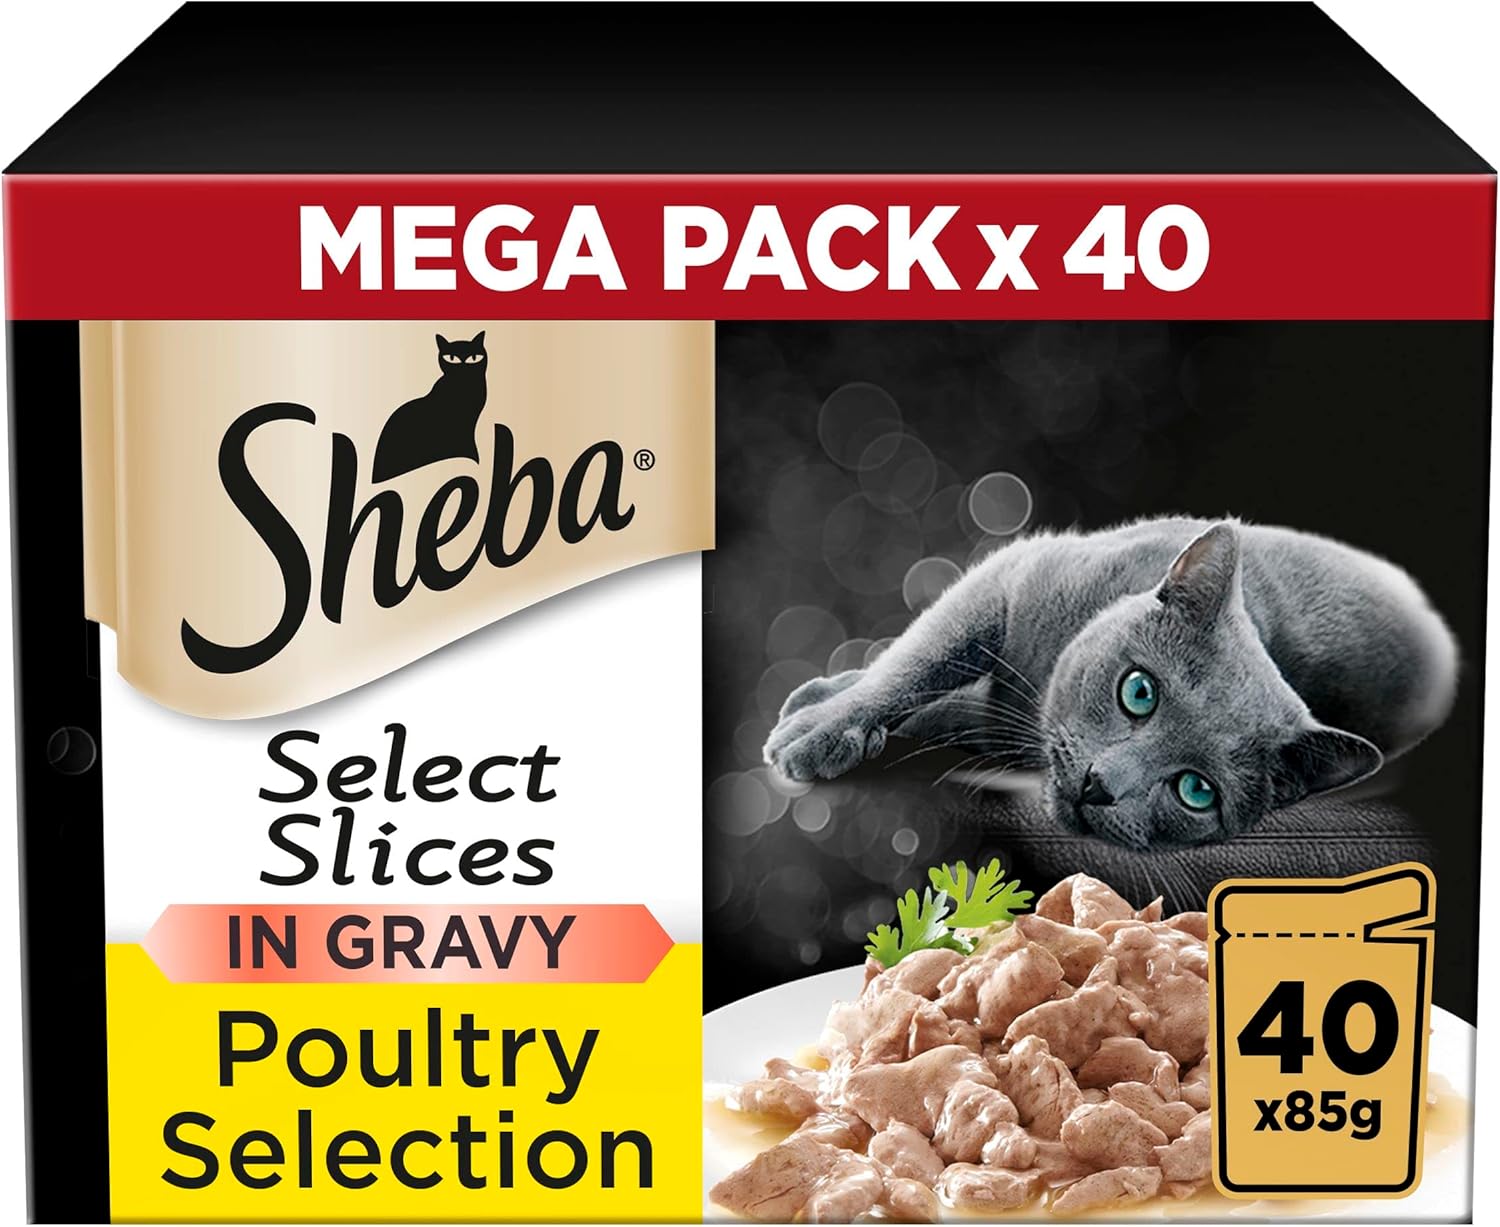 MEGA PACK x 40
Sheba®
Select
Slices
IN GRAVY
Poultry
Selection
40
x85g